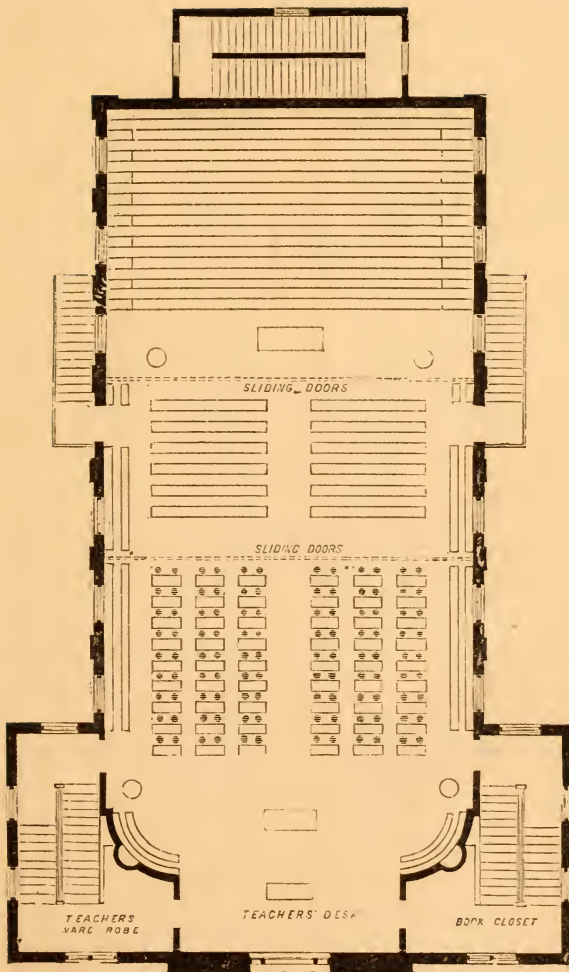 SLIDING DOORS
SLIDING DOORS
TEACHERS
WARE ROBE
TEACHERS' DESK
BOOK CLOSET